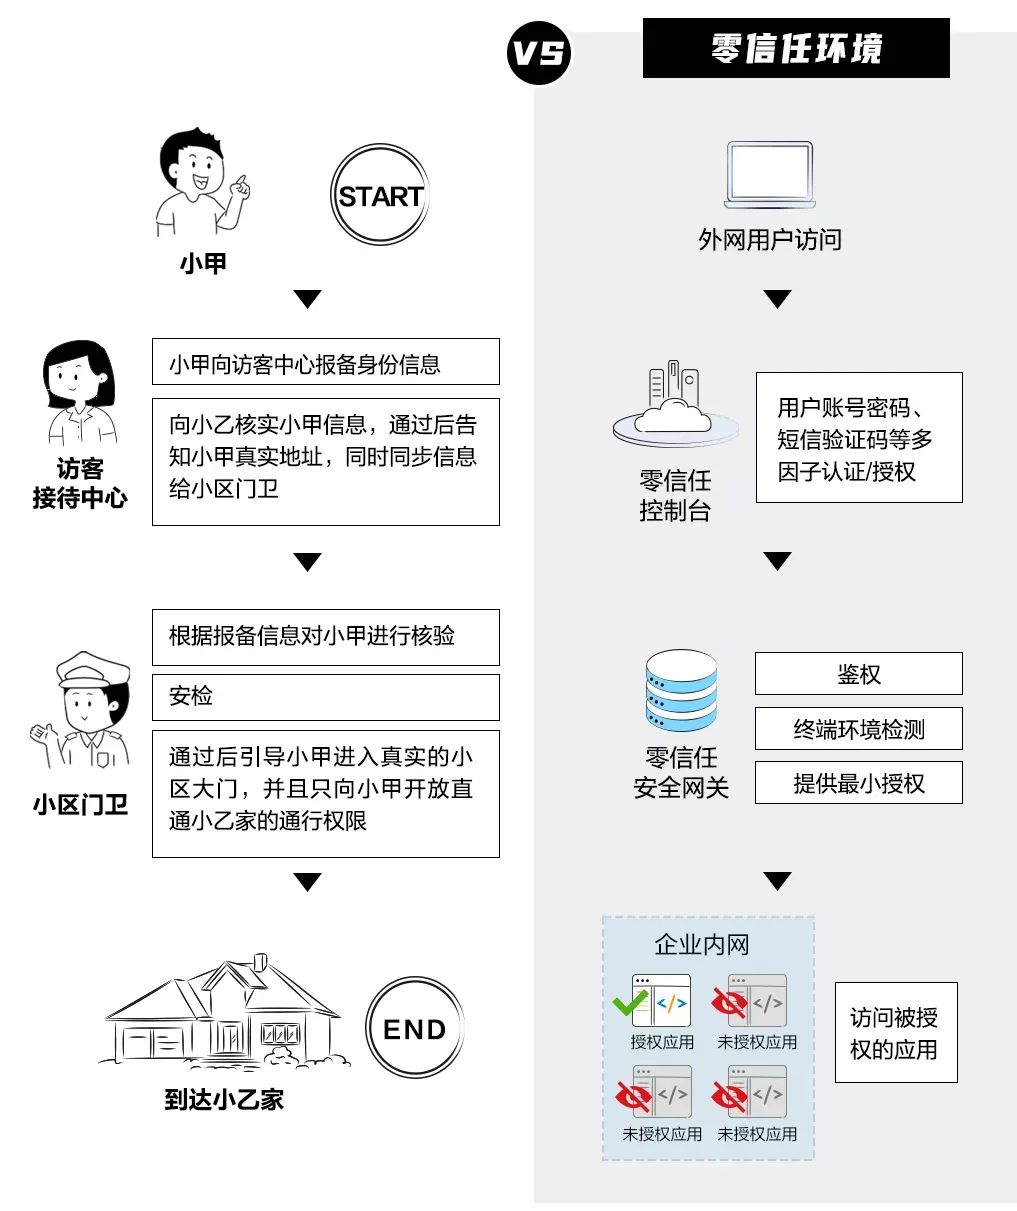 VS
零信任环境
小甲
START
访客
接待中心
小甲向访客中心报备身份信息
向小乙核实小甲信息，通过后告
知小甲真实地址，同时同步信息
给小区门卫
小区门卫
根据报备信息对小甲进行核验
安检
通过后引导小甲进入真实的小
区大门，并且只向小甲开放直
通小乙家的通行权限
END
到达小乙家
外网用户访问
零信任
控制台
用户账号密码、
短信验证码等多
因子认证/授权
零信任
安全网关
鉴权
终端环境检测
提供最小授权
企业内网
授权应用
未授权应用
未授权应用
未授权应用
访问被授
权的应用